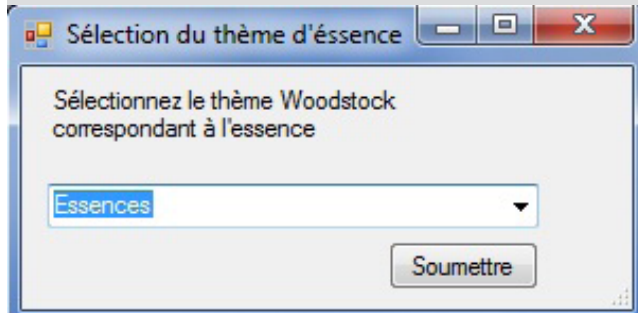 Sélection du thème d'éssence
Sélectionnez le thème Woodstock
correspondant à l'essence
Essences
Soumettre